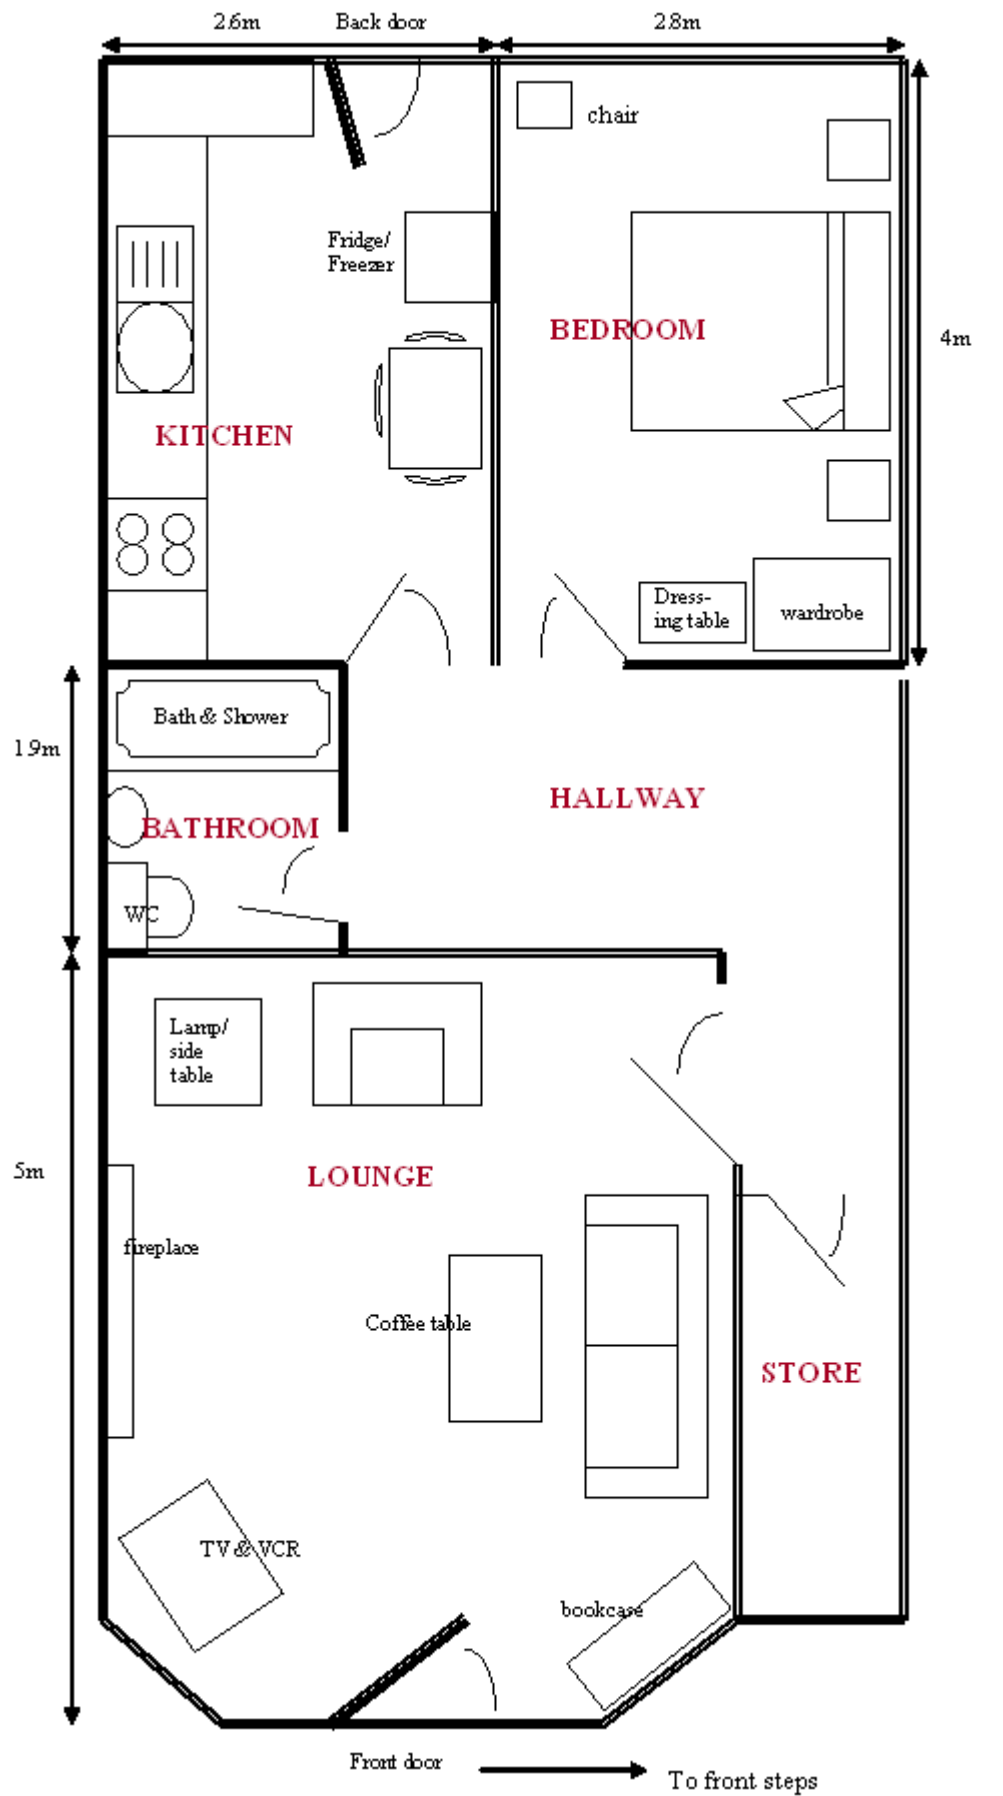 2.6m
Back door
2.8m
chair
Fridge/
Freezer
BEDROOM
4m
KITCHEN
Dress-
ing table
wardrobe
Bath & Shower
1.9m
HALLWAY
BATHROOM
WC
Lamp/
side
table
5m
LOUNGE
fireplace
Coffee table
STORE
TV & VCR
bookcase
Front door
To front steps